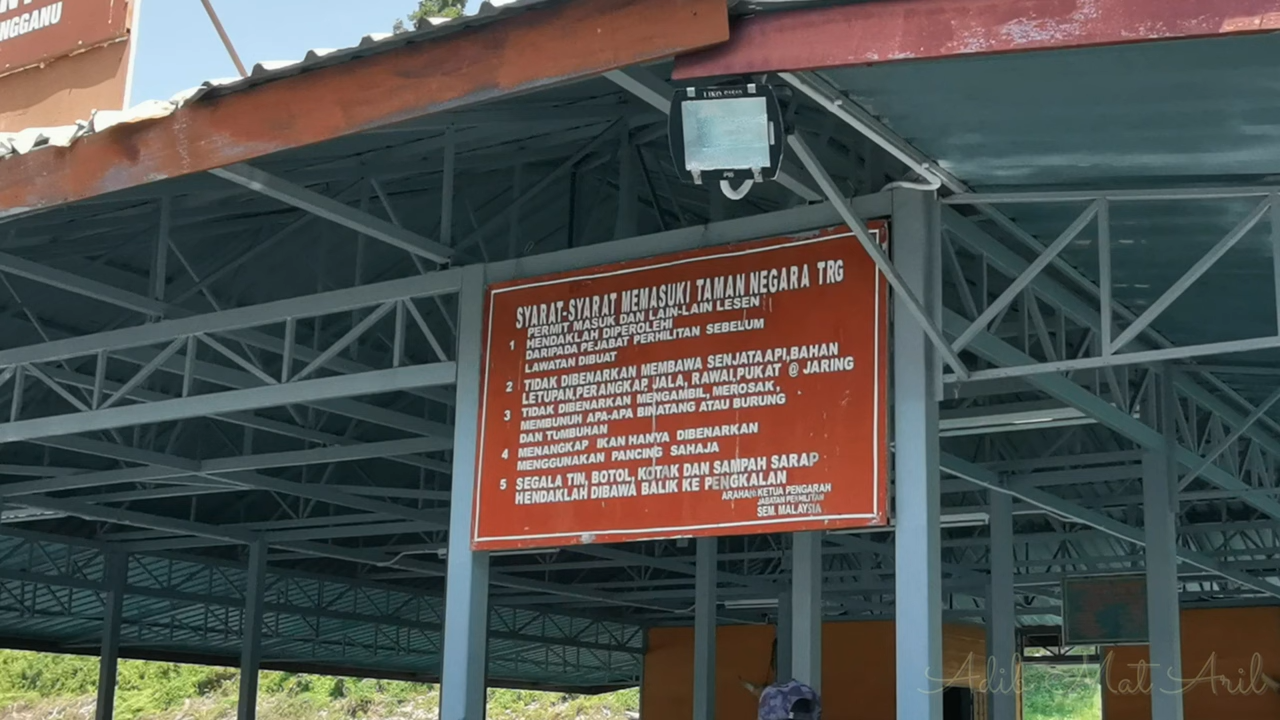 NGGANU
SYARAT-SYARAT MEMASUKI TAMAN NEGARA TRG
1 PERMIT MASUK DAN LAIN-LAIN LESEN
HENDAKLAH DIPEROLEHI
DARIPADA PEJABAT PERHILITAN SEBELUM
LAWATAN DIBUAT
2 TIDAK DIBENARKAN MEMBAWA SENJATAAPI,BAHAN
LETUPAN,PERANGKAP, JALA, RAWAI,PUKAT @ JARING
3 TIDAK DIBENARKAN MENGAMBIL, MEROSAK,
MEMBUNUH APA-APA BINATANG ATAU BURUNG
DAN TUMBUHAN
4 MENANGKAP IKAN HANYA DIBENARKAN
MENGGUNAKAN PANCING SAHAJA
5 SEGALA TIN, BOTOL, KOTAK DAN SAMPAH SARAP
HENDAKLAH DIBAWA BALIK KE PENGKALAN
ARAHAN: KETUA PENGARAH
JABATAN PERHILITAN
SEM. MALAYSIA
Adib Mat Arib